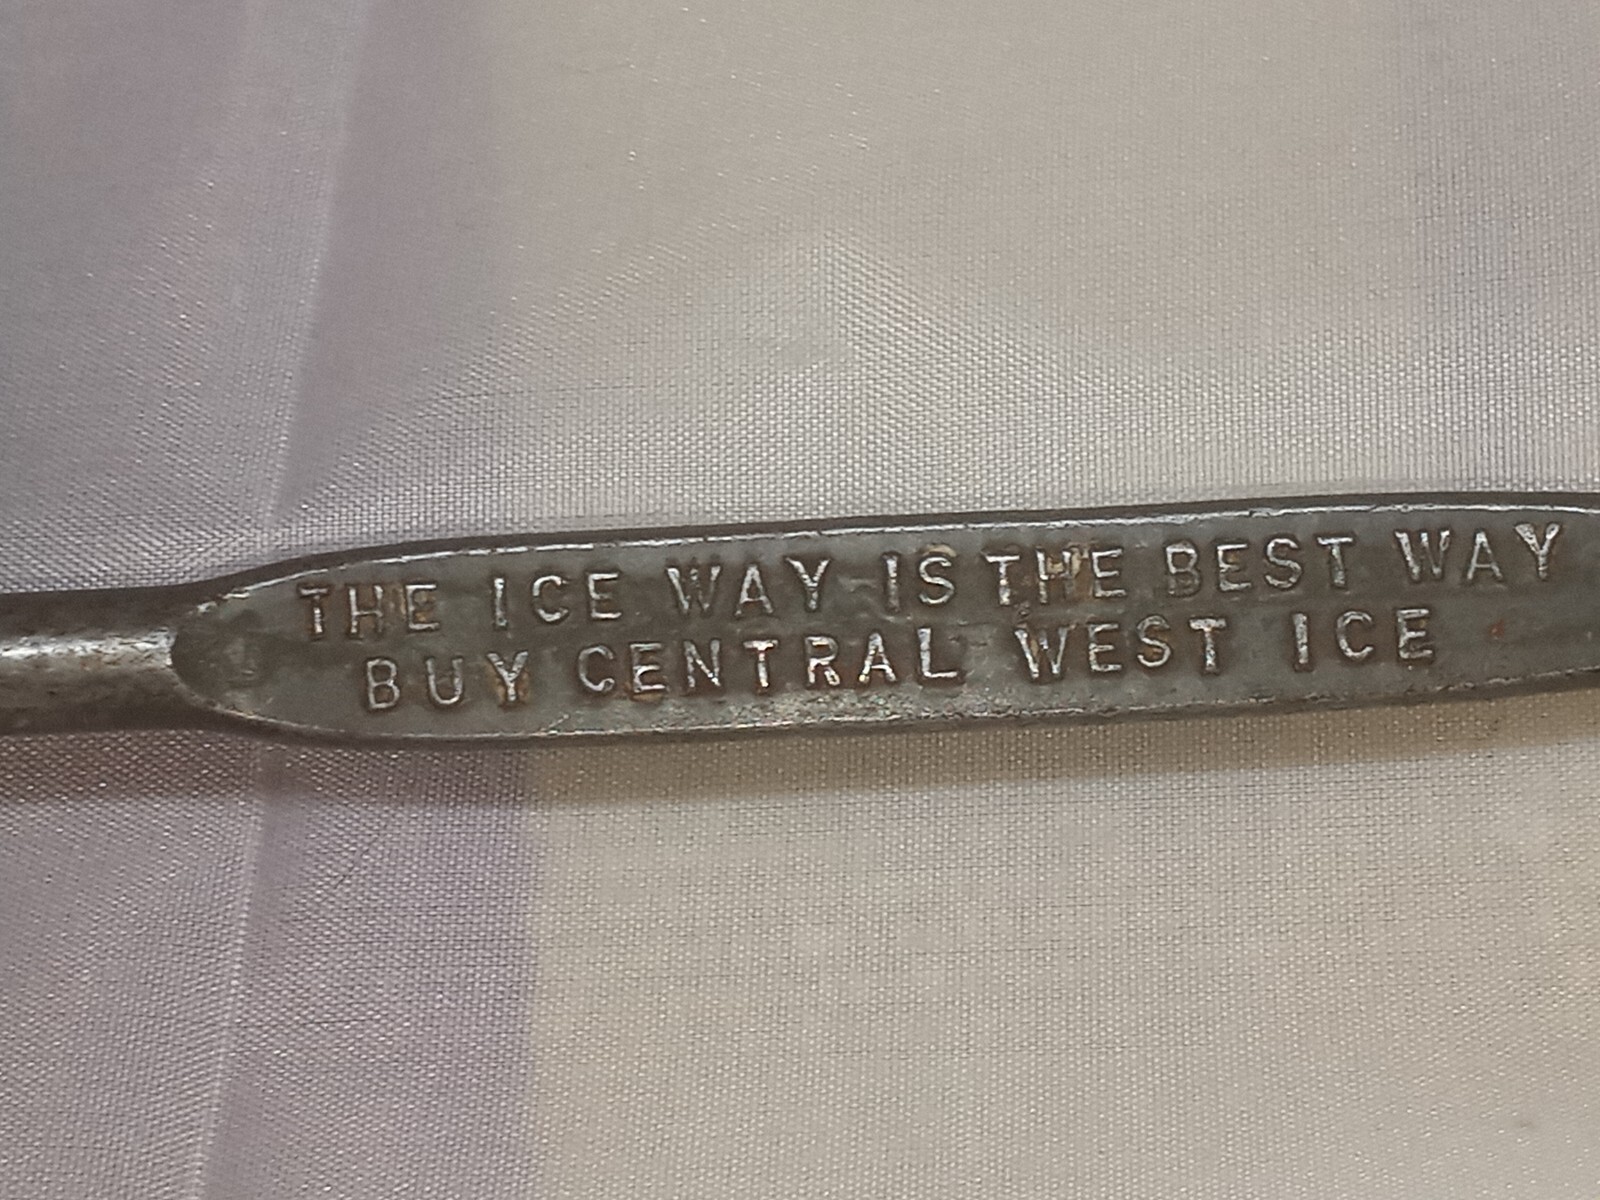 THE ICE WAY IS THE BEST WAY
BUY CENTRAL WEST ICE